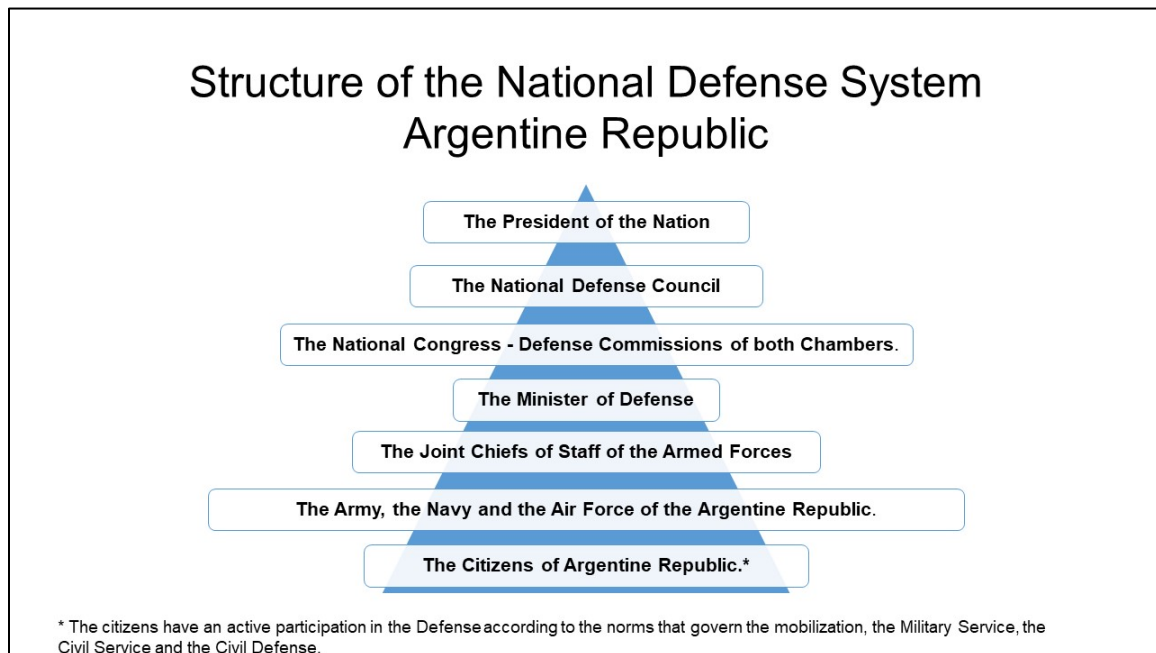 Structure of the National Defense System
Argentine Republic
The President of the Nation
The National Defense Council
The National Congress - Defense Commissions of both Chambers.
The Minister of Defense
The Joint Chiefs of Staff of the Armed Forces
The Army, the Navy and the Air Force of the Argentine Republic.
The Citizens of Argentine Republic.*
* The citizens have an active participation in the Defense according to the norms that govern the mobilization, the Military Service, the
Civil Service and the Civil Defense.